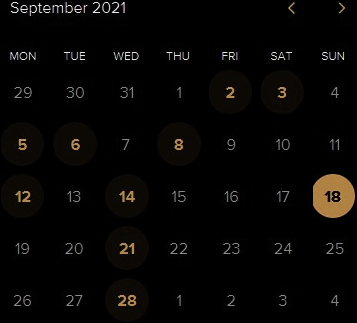 September 2021
MON TUE WED THU FRI SAT SUN
29 30 31 1 2 3 4
5 6 7 8 9 10 11
12 13 14 15 16 17 18
19 20 21 22 23 24 25
26 27 28 1 2 3 4